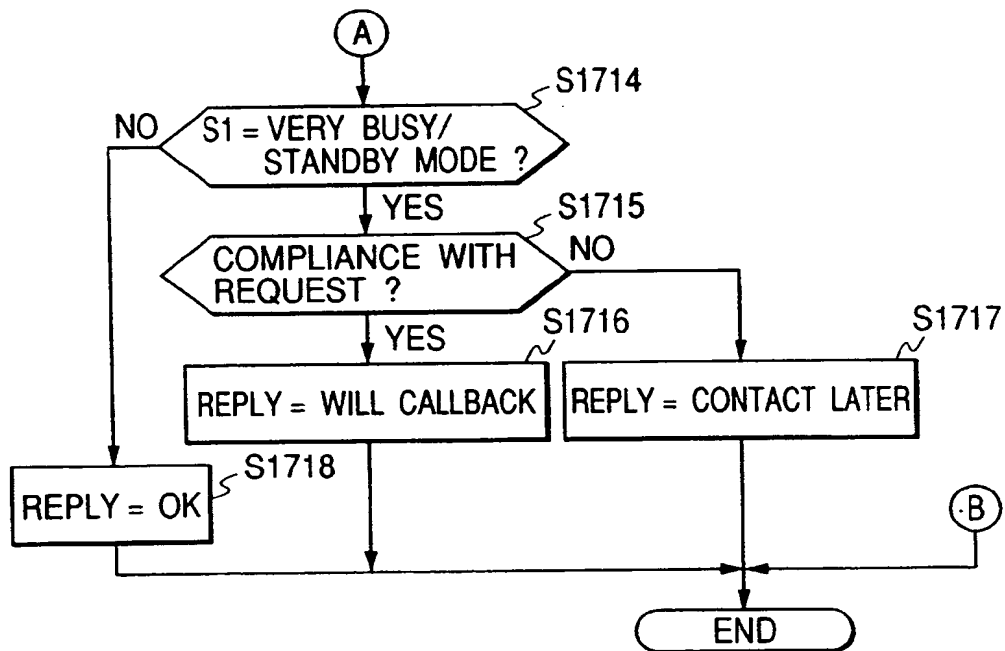 A
S1714
NO
S1 = VERY BUSY/
STANDBY MODE ?
YES
S1715
COMPLIANCE WITH
REQUEST ?
NO
YES
S1716
S1717
REPLY = WILL CALLBACK
REPLY = CONTACT LATER
S1718
REPLY = OK
B
END